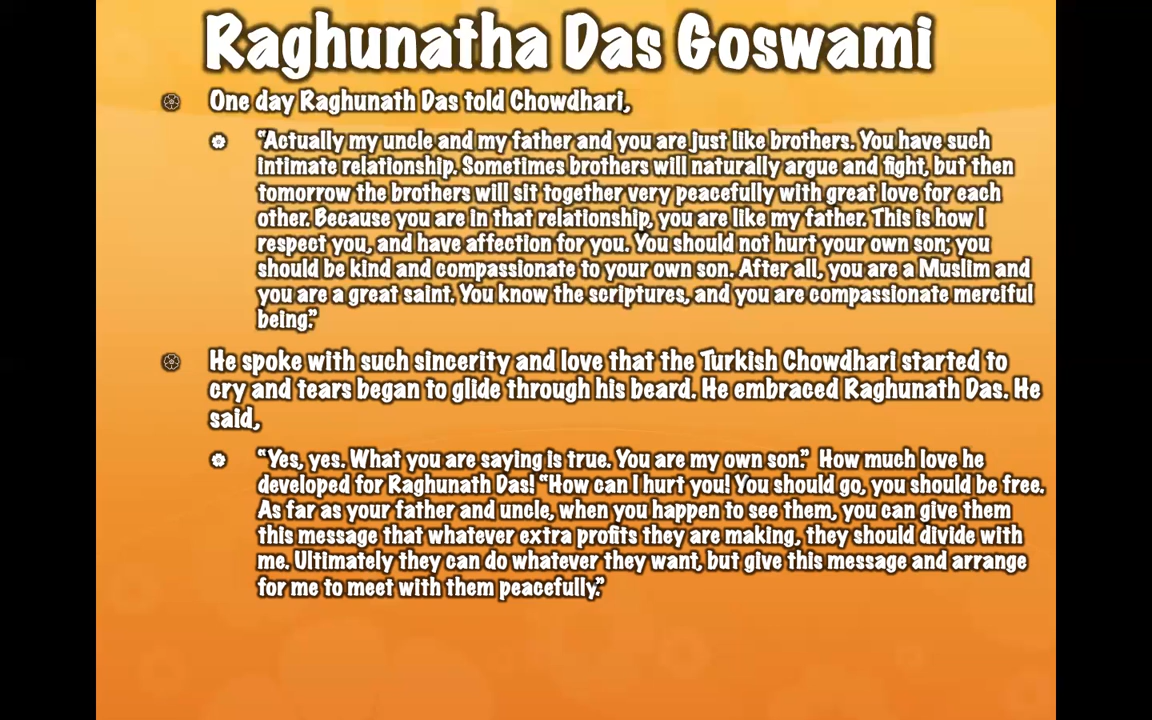 Raghunatha Das Goswami
One day Raghunath Das told Chowdhari,
“Actually my uncle and my father and you are just like brothers. You have such
intimate relationship. Sometimes brothers will naturally argue and fight, but then
tomorrow the brothers will sit together very peacefully with great love for each
other. Because you are in that relationship, you are like my father. This is how I
respect you, and have affection for you. You should not hurt your own son; you
should be kind and compassionate to your own son. After all, you are a Muslim and
you are a great saint. You know the scriptures, and you are compassionate merciful
being.”
He spoke with such sincerity and love that the Turkish Chowdhari started to
cry and tears began to glide through his beard. He embraced Raghunath Das. He
said,
“Yes, yes. What you are saying is true. You are my own son.” How much love he
developed for Raghunath Das! “How can I hurt you! You should go, you should be free.
As far as your father and uncle, when you happen to see them, you can give them
this message that whatever extra profits they are making, they should divide with
me. Ultimately they can do whatever they want, but give this message and arrange
for me to meet with them peacefully.”